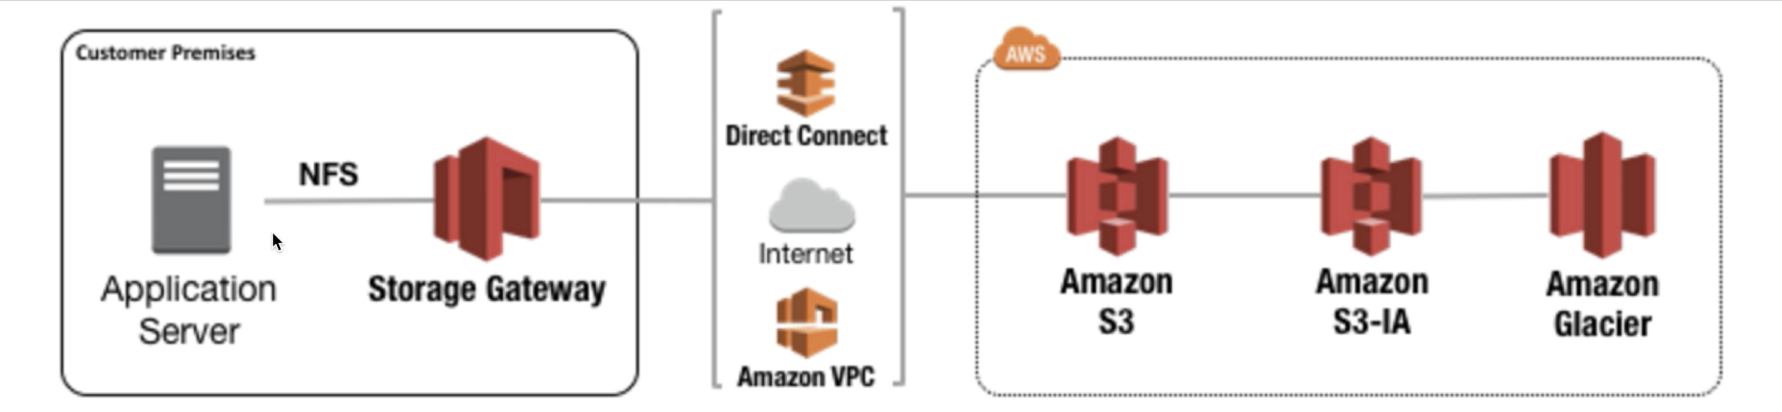 Customer Premises
NFS
Application
Server
Storage Gateway
Direct Connect
Internet
Amazon VPC
AWS
Amazon
S3
Amazon
S3-IA
Amazon
Glacier